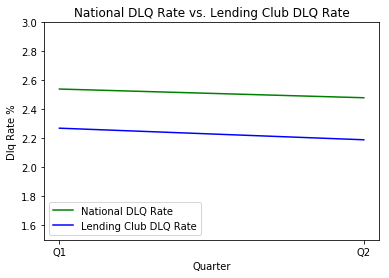 National DLQ Rate vs. Lending Club DLQ Rate
3.0
2.8
2.6
2.4
2.2
2.0
1.8
1.6
Dlq Rate %
National DLQ Rate
Lending Club DLQ Rate
Q1
Q2
Quarter